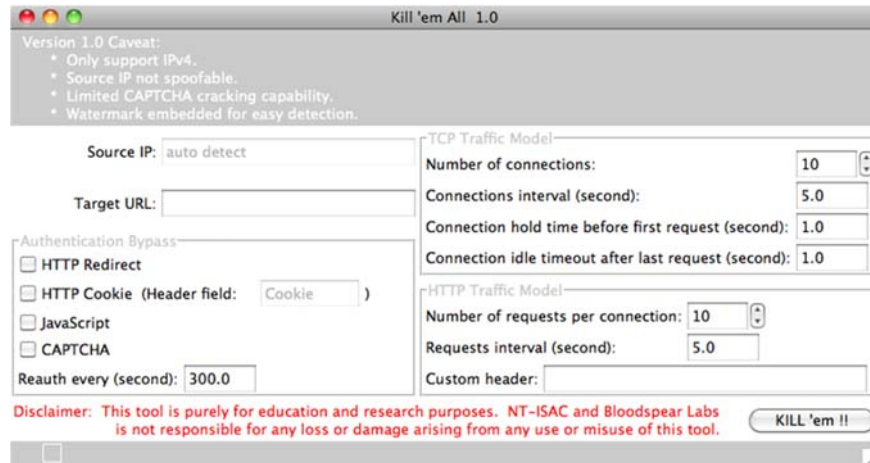 Kill 'em All 1.0
Version 1.0 Caveat:
* Only support IPv4.
* Source IP not spoofable.
* Limited CAPTCHA cracking capability.
* Watermark embedded for easy detection.
Source IP: auto detect
Target URL:
Authentication Bypass
HTTP Redirect
HTTP Cookie (Header field: Cookie )
JavaScript
CAPTCHA
Reauth every (second): 300.0
TCP Traffic Model
Number of connections: 10
Connections interval (second): 5.0
Connection hold time before first request (second): 1.0
Connection idle timeout after last request (second): 1.0
HTTP Traffic Model
Number of requests per connection: 10
Requests interval (second): 5.0
Custom header:
Disclaimer: This tool is purely for education and research purposes. NT-ISAC and Bloodspear Labs
is not responsible for any loss or damage arising from any use or misuse of this tool.
KILL 'em !!